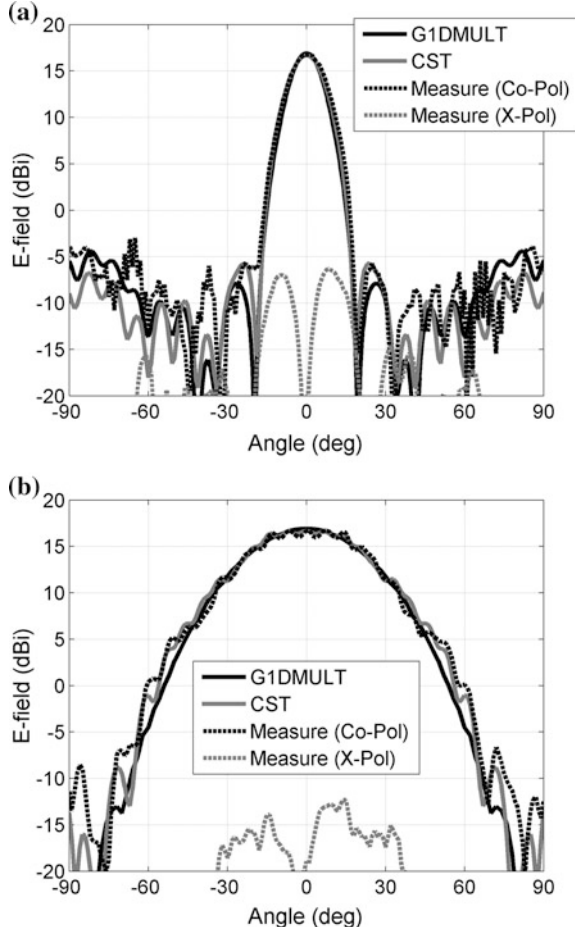 (a)
20
15
10
5
0
-5
-10
-15
-20
E-field (dBi)
G1DMULT
CST
Measure (Co-Pol)
Measure (X-Pol)
-90 -60 -30 0 30 60 90
Angle (deg)
(b)
20
15
10
5
0
-5
-10
-15
-20
E-field (dBi)
G1DMULT
CST
Measure (Co-Pol)
Measure (X-Pol)
-90 -60 -30 0 30 60 90
Angle (deg)